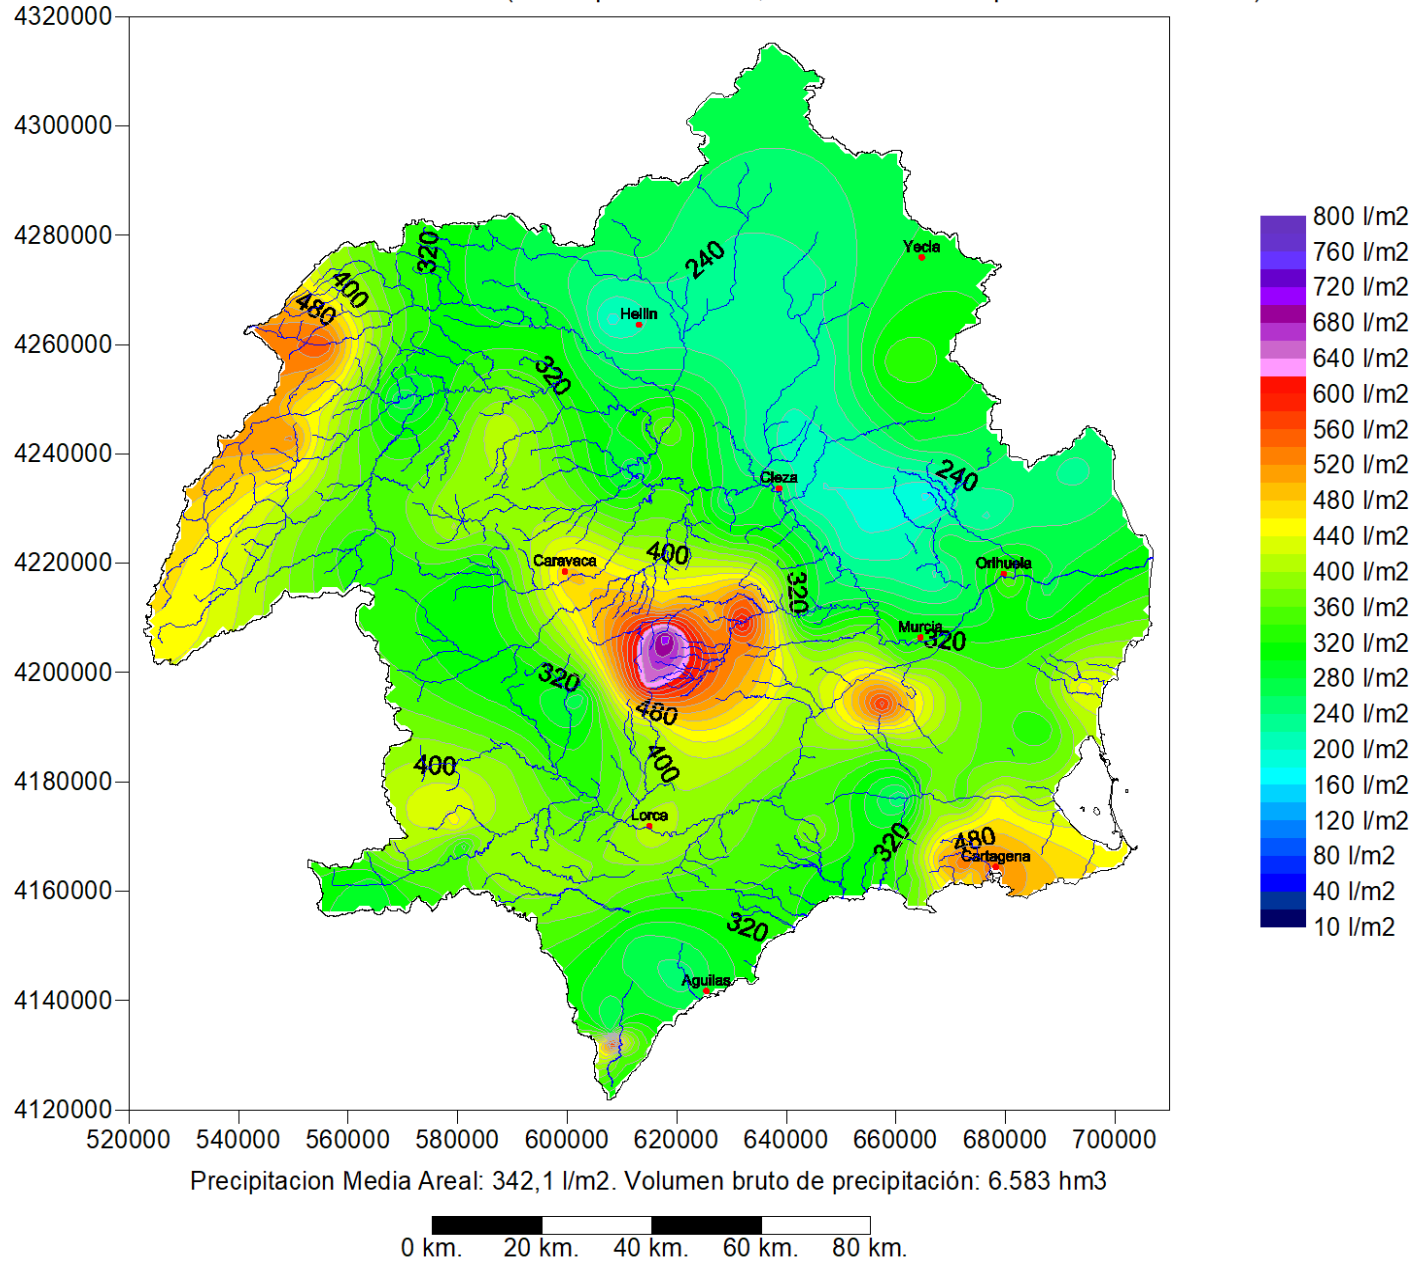 4320000
4300000
4280000
4260000
4240000
4220000
4200000
4180000
4160000
4140000
4120000
520000 540000 560000 580000 600000 620000 640000 660000 680000 700000
320
400
480
240
Yecla
Hellin
320
240
Cieza
400
Caravaca
320
Orihuela
Murcia
320
320
480
400
400
Lorca
320
480
Cartagena
320
Aguilas
800 l/m2
760 l/m2
720 l/m2
680 l/m2
640 l/m2
600 l/m2
560 l/m2
520 l/m2
480 l/m2
440 l/m2
400 l/m2
360 l/m2
320 l/m2
280 l/m2
240 l/m2
200 l/m2
160 l/m2
120 l/m2
80 l/m2
40 l/m2
10 l/m2
Precipitacion Media Areal: 342,1 l/m2. Volumen bruto de precipitación: 6.583 hm3
0 km. 20 km. 40 km. 60 km. 80 km.